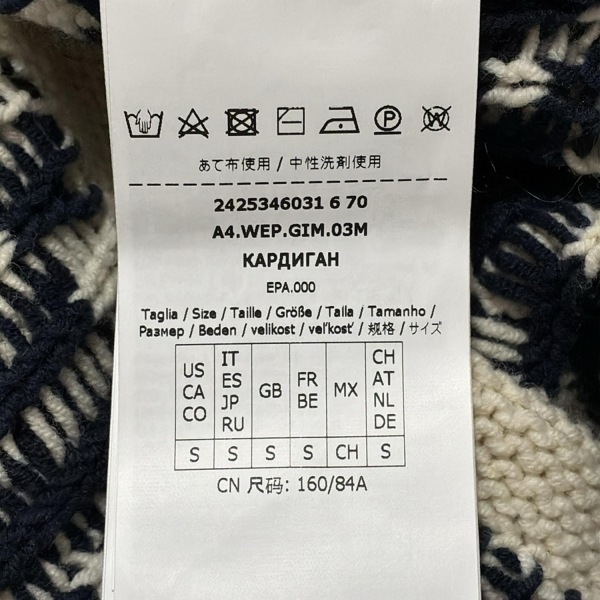 あて布使用 / 中性洗剤使用
2425346031 6 70
A4.WEP.GIM.03M
КАРДИГАН
EPA.000
Taglia / Size / Taille / Größe / Talla / Tamanho /
Размер / Beden / velikost / veľkosť / 规格 / サイズ
US CA CO | IT ES JP RU | GB | FR BE | MX | CH AT NL DE
S | S | S | S | CH | S
CN 尺码: 160/84A